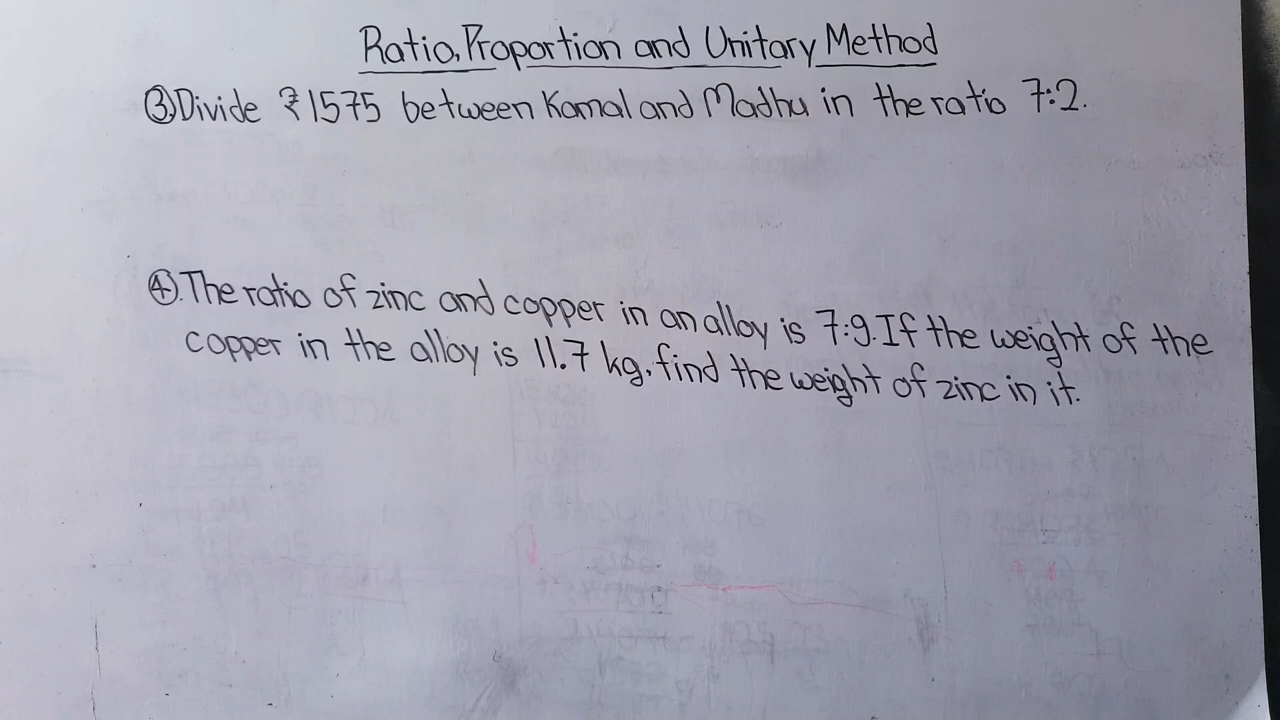 Ratio, Proportion and Unitary Method
③Divide ₹1575 between Kamal and Madhu in the ratio 7:2.
④.The ratio of zinc and copper in an alloy is 7:9.If the weight of the
copper in the alloy is 11.7 kg. find the weight of zinc in it.